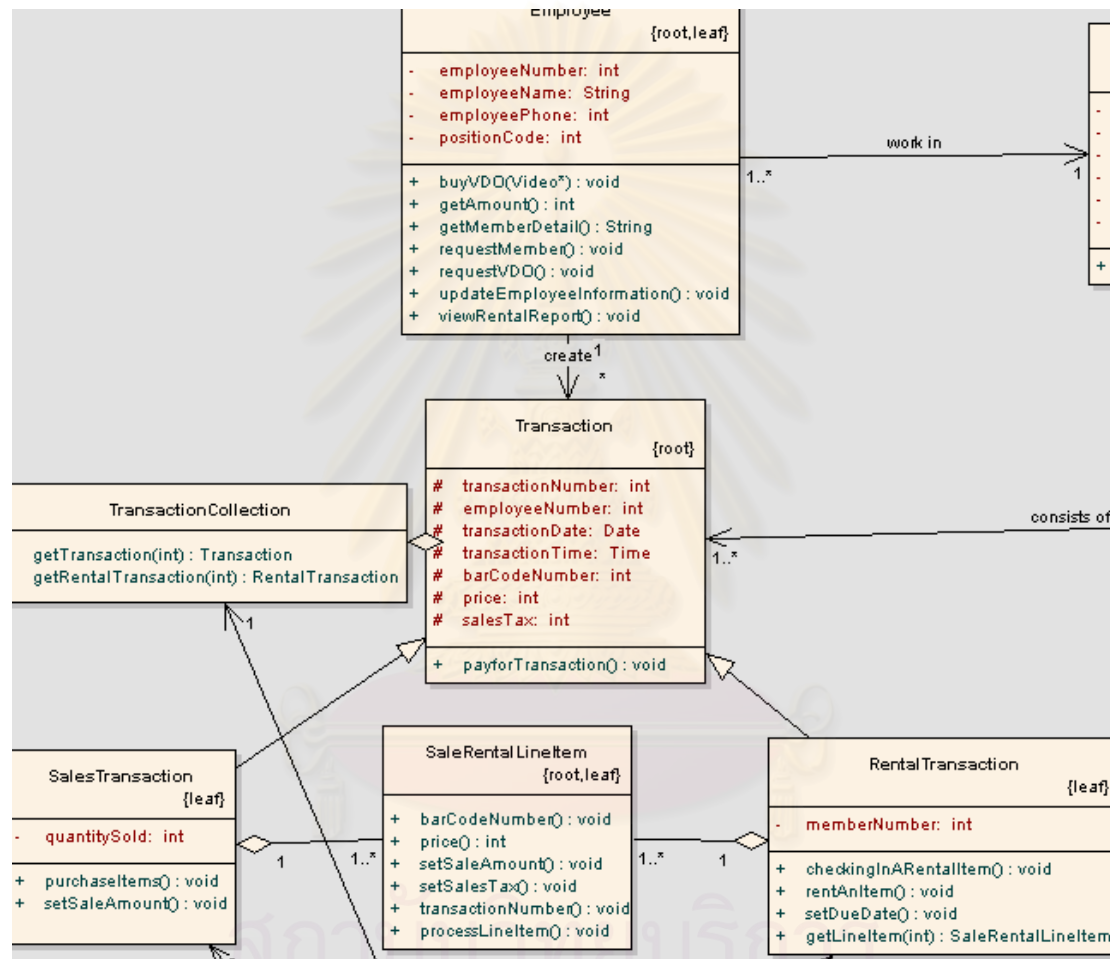 Employee
{root,leaf}
- employeeNumber: int
- employeeName: String
- employeePhone: int
- positionCode: int
+ buyVDO(Video*) : void
+ getAmount() : int
+ getMemberDetail() : String
+ requestMember() : void
+ requestVDO() : void
+ updateEmployeeInformation() : void
+ viewRentalReport() : void
work in
1..*
1
-
-
-
-
-
-
+
create
1
*
Transaction
{root}
# transactionNumber: int
# employeeNumber: int
# transactionDate: Date
# transactionTime: Time
# barCodeNumber: int
# price: int
# salesTax: int
+ payforTransaction() : void
consists of
1..*
TransactionCollection
getTransaction(int) : Transaction
getRentalTransaction(int) : RentalTransaction
1
SalesTransaction
{leaf}
- quantitySold: int
+ purchaseItems() : void
+ setSaleAmount() : void
1
1..*
SaleRentalLineItem
{root,leaf}
+ barCodeNumber() : void
+ price() : int
+ setSaleAmount() : void
+ setSalesTax() : void
+ transactionNumber() : void
+ processLineItem() : void
1..*
1
RentalTransaction
{leaf}
- memberNumber: int
+ checkingInARentalItem() : void
+ rentAnItem() : void
+ setDueDate() : void
+ getLineItem(int) : SaleRentalLineItem